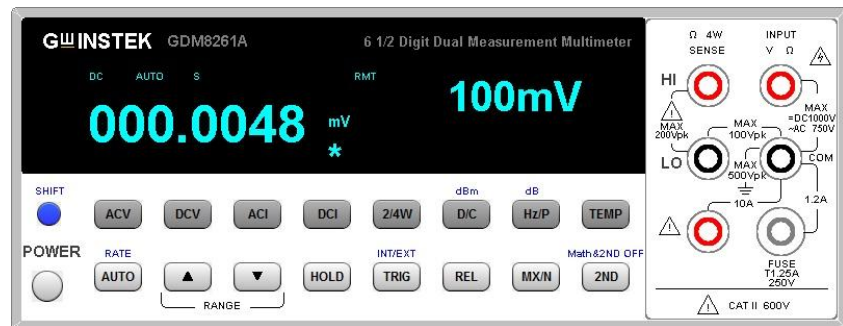 GWINSTEK GDM8261A 6 1/2 Digit Dual Measurement Multimeter
DC AUTO S RMT
000.0048 mV
*
100mV
SHIFT
dBm dB
ACV DCV ACI DCI 2/4W D/C Hz/P TEMP
POWER
RATE INT/EXT Math&2ND OFF
AUTO ▲ ▼ HOLD TRIG REL MX/N 2ND
RANGE
Ω 4W SENSE
INPUT V Ω
HI
MAX 200Vpk
MAX 100Vpk
MAX
=DC1000V
~AC 750V
LO
MAX 500Vpk
COM
10A
1.2A
FUSE
T1.25A
250V
CAT II 600V